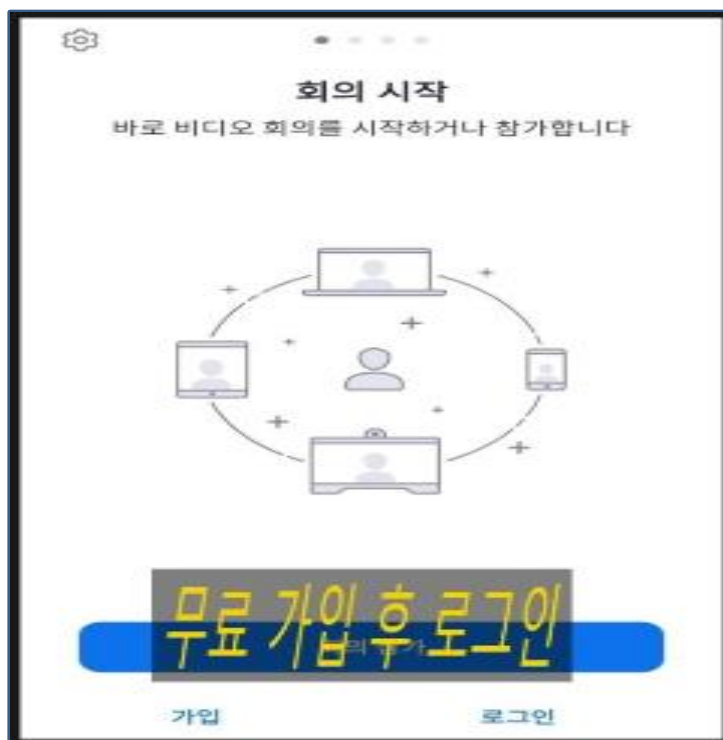 회의 시작
바로 비디오 회의를 시작하거나 참가합니다
무료 가입 후 로그인
가입
로그인